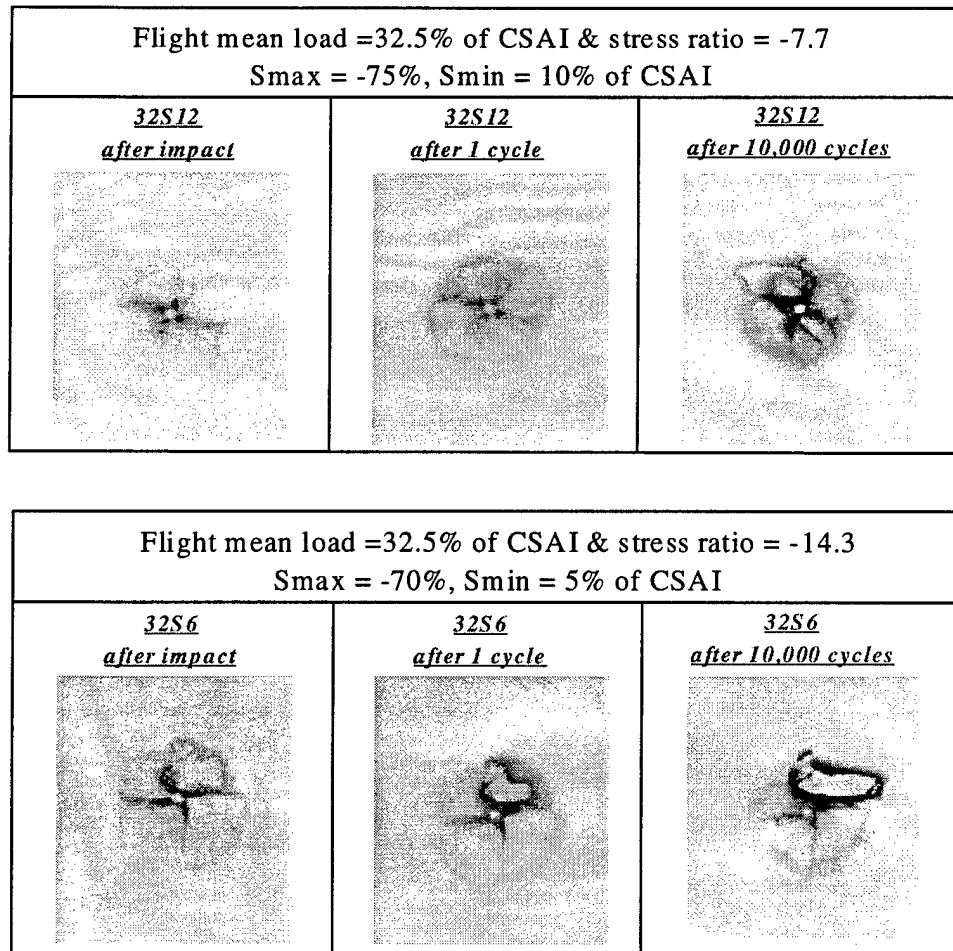 Flight mean load =32.5% of CSAI & stress ratio = -7.7
Smax = -75%, Smin = 10% of CSAI
32S12
after impact
32S12
after 1 cycle
32S12
after 10,000 cycles
Flight mean load =32.5% of CSAI & stress ratio = -14.3
Smax = -70%, Smin = 5% of CSAI
32S6
after impact
32S6
after 1 cycle
32S6
after 10,000 cycles